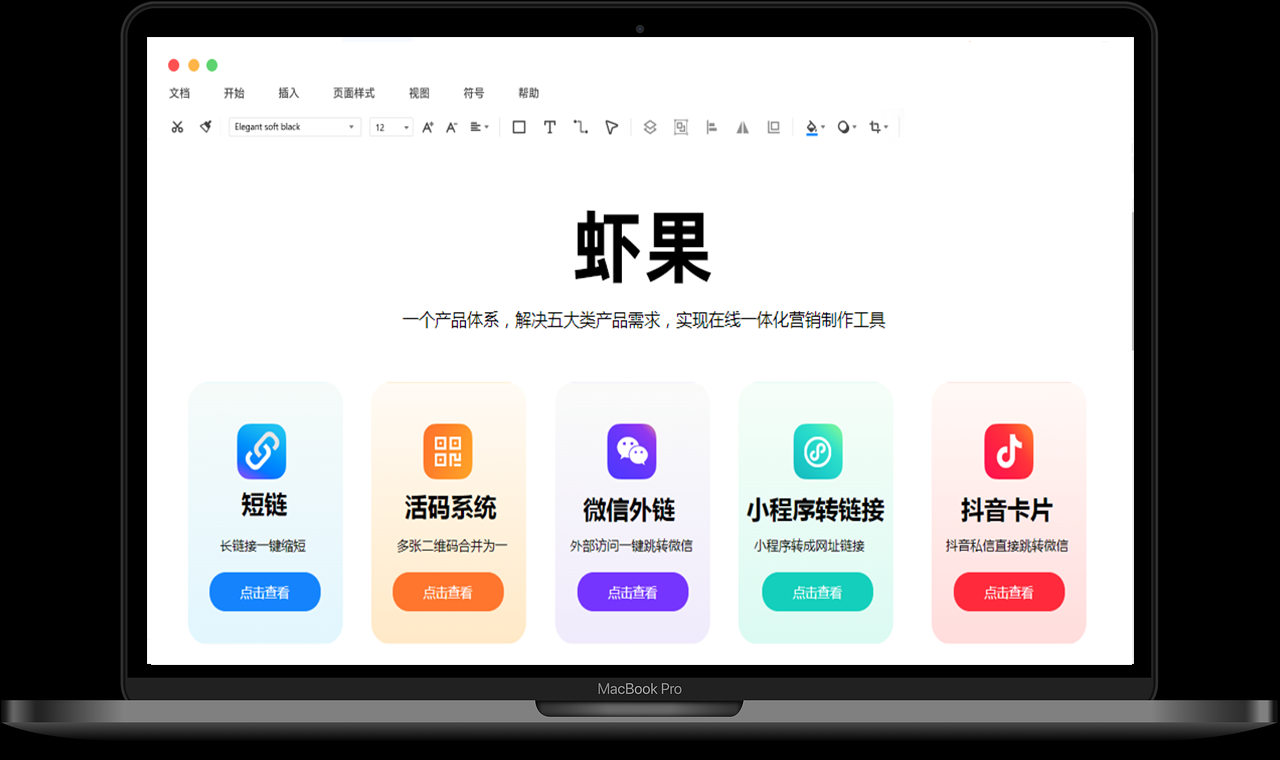 文档 开始 插入 页面样式 视图 符号 帮助
Elegant soft black 12 A+ A-
虾果
一个产品体系，解决五大类产品需求，实现在线一体化营销制作工具
短链 活码系统 微信外链 小程序转链接 抖音卡片
长链接一键缩短 多张二维码合并为一 外部访问一键跳转微信 小程序转成网址链接 抖音私信直接跳转微信
点击查看 点击查看 点击查看 点击查看 点击查看
MacBook Pro